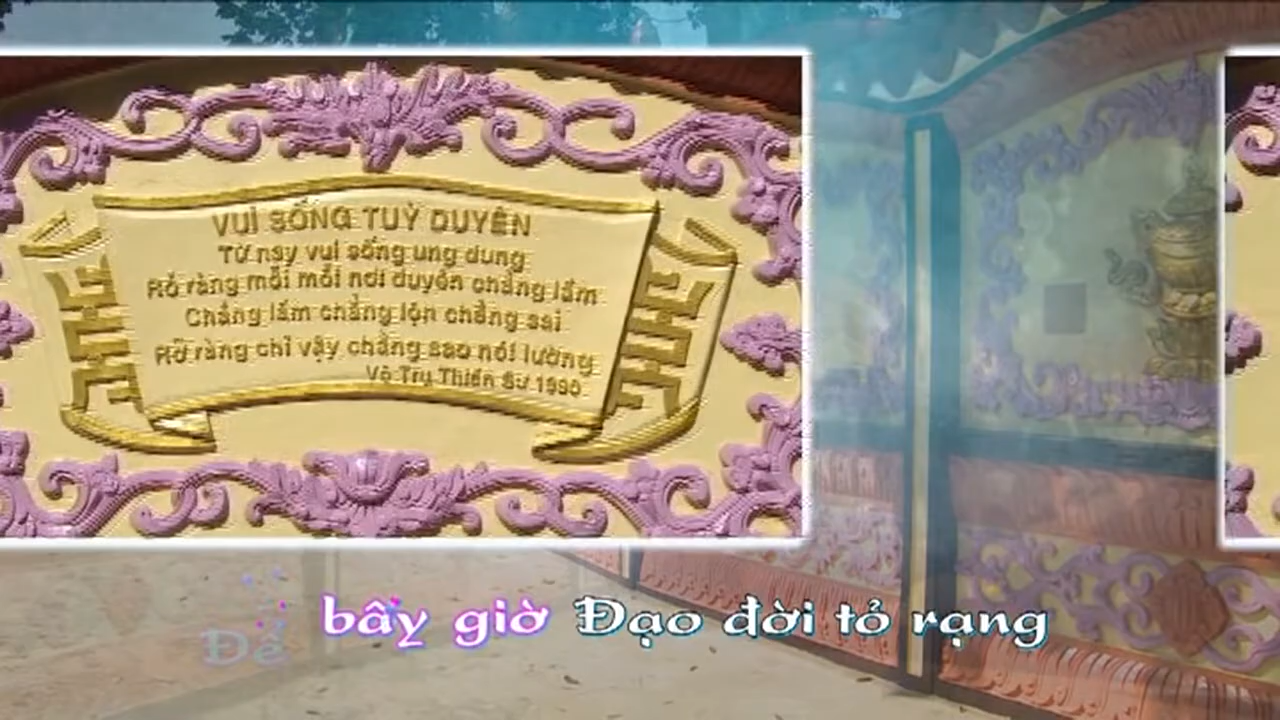 VUI SỐNG TUỲ DUYÊN
Từ nay vui sống ung dung
Rõ ràng mỗi mỗi nơi duyên chẳng lầm
Chẳng lầm chẳng lộn chẳng sai
Rõ ràng chỉ vậy chẳng sao nói lường
Vô Trụ Thiền Sư 1990
Để bây giờ Đạo đời tỏ rạng